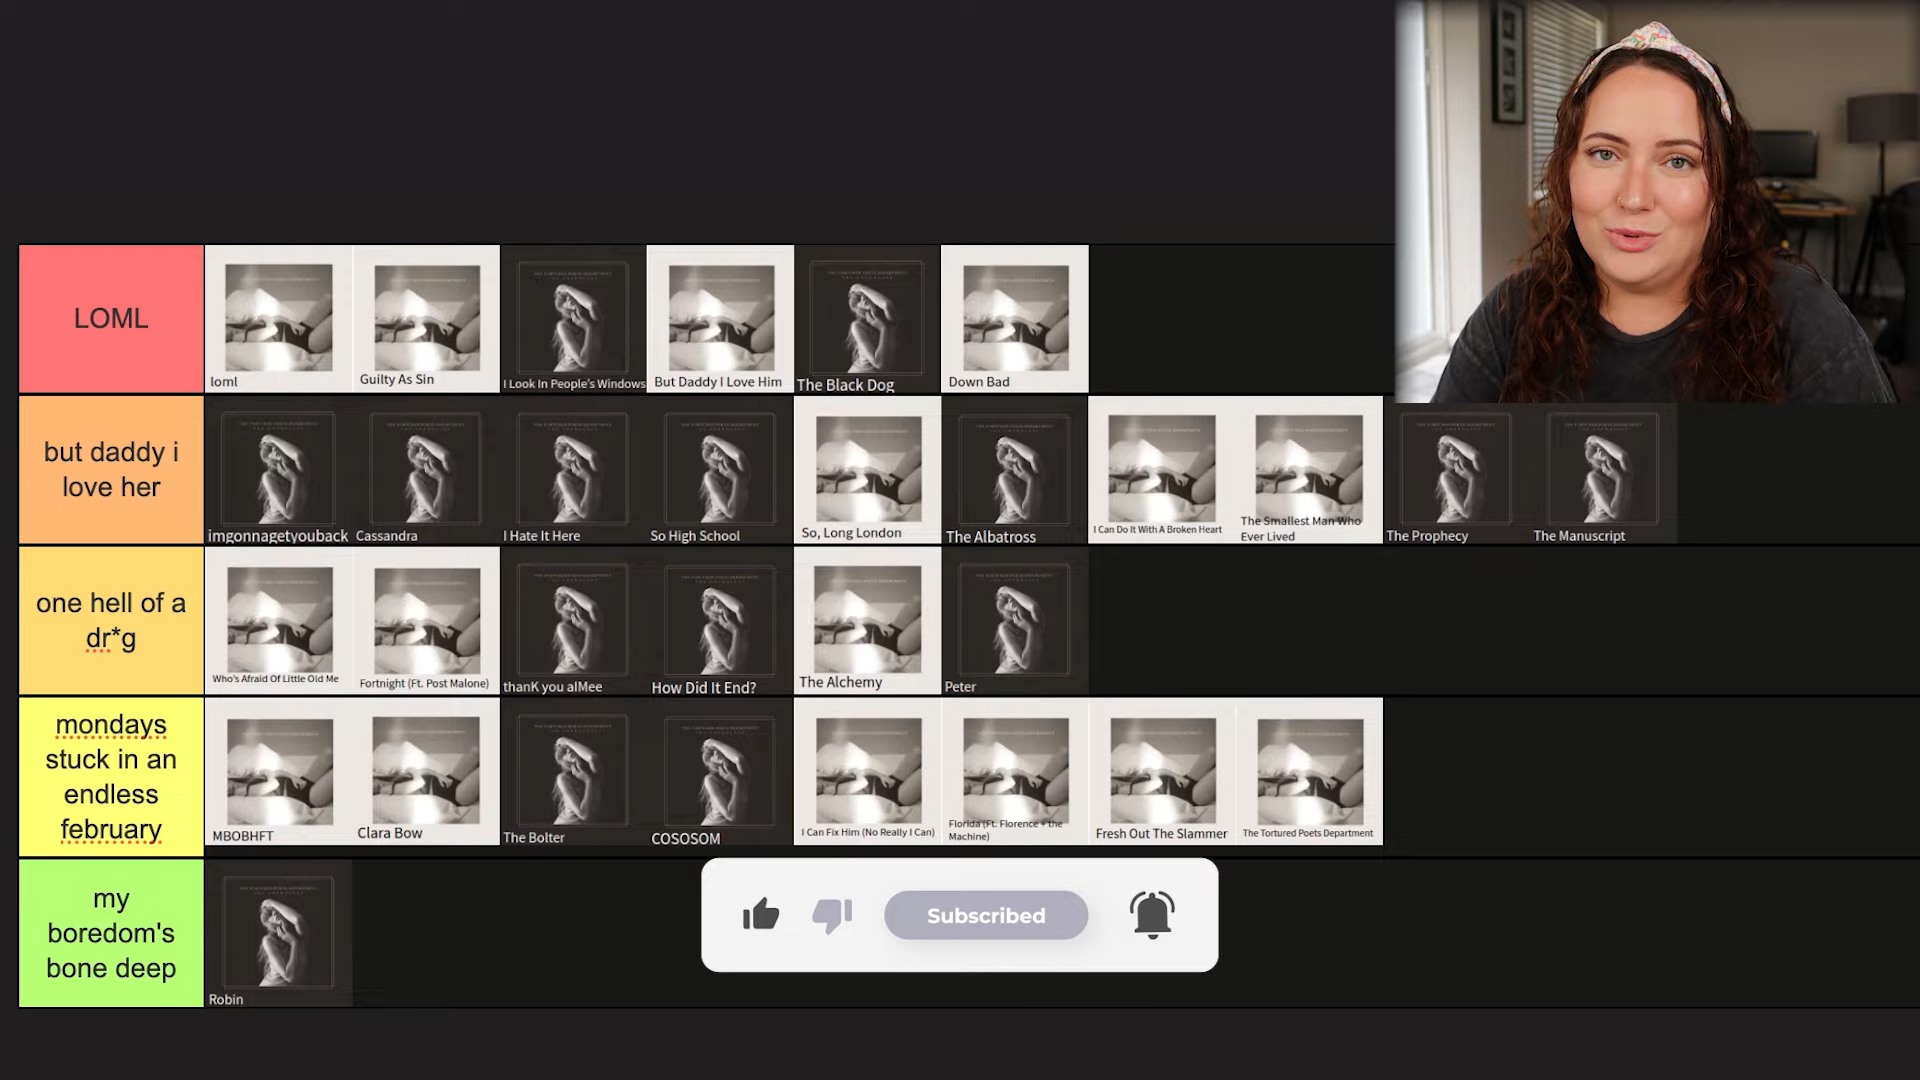 LOML
loml
Guilty As Sin
I Look In People's Windows
But Daddy I Love Him
The Black Dog
Down Bad
but daddy i
love her
imgonnagetyouback
Cassandra
I Hate It Here
So High School
So, Long London
The Albatross
I Can Do It With A Broken Heart
The Smallest Man Who
Ever Lived
The Prophecy
The Manuscript
one hell of a
dr*g
Who's Afraid Of Little Old Me
Fortnight (Ft. Post Malone)
thanK you aIMee
How Did It End?
The Alchemy
Peter
mondays
stuck in an
endless
february
MBOBHFT
Clara Bow
The Bolter
COSOSOM
I Can Fix Him (No Really I Can)
Florida (Ft. Florence + the
Machine)
Fresh Out The Slammer
The Tortured Poets Department
my
boredom's
bone deep
Robin
Subscribed